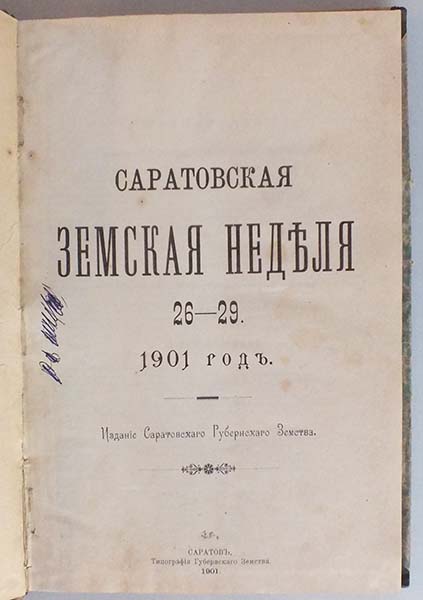 САРАТОВСКАЯ
ЗЕМСКАЯ НЕДѢЛЯ
26—29.
1901 годъ.
Изданіе Саратовскаго Губернскаго Земства.
САРАТОВЪ,
Типографія Губернскаго Земства.
1901.